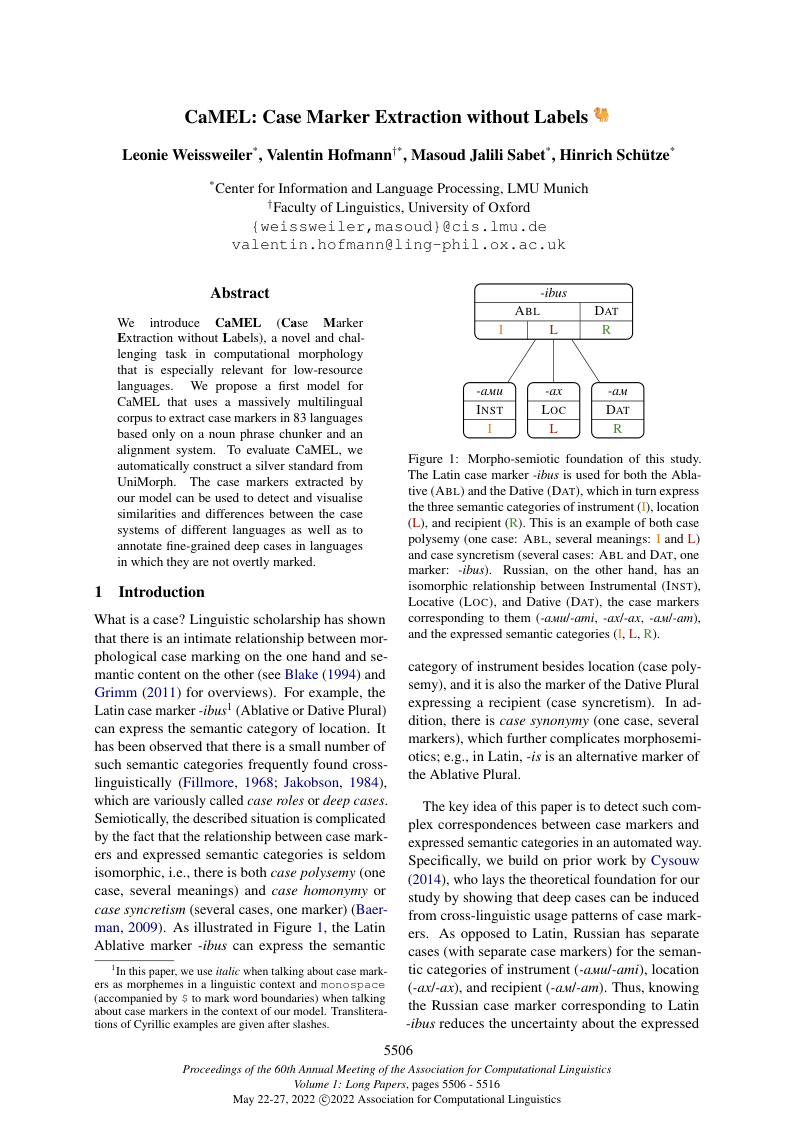 CaMEL: Case Marker Extraction without Labels
Leonie Weissweiler*, Valentin Hofmann†*, Masoud Jalili Sabet*, Hinrich Schütze*
*Center for Information and Language Processing, LMU Munich
†Faculty of Linguistics, University of Oxford
{weissweiler,masoud}@cis.lmu.de
valentin.hofmann@ling-phil.ox.ac.uk
Abstract
We introduce CaMEL (Case Marker
Extraction without Labels), a novel and chal-
lenging task in computational morphology
that is especially relevant for low-resource
languages. We propose a first model for
CaMEL that uses a massively multilingual
corpus to extract case markers in 83 languages
based only on a noun phrase chunker and an
alignment system. To evaluate CaMEL, we
automatically construct a silver standard from
UniMorph. The case markers extracted by
our model can be used to detect and visualise
similarities and differences between the case
systems of different languages as well as to
annotate fine-grained deep cases in languages
in which they are not overtly marked.
1 Introduction
What is a case? Linguistic scholarship has shown
that there is an intimate relationship between mor-
phological case marking on the one hand and se-
mantic content on the other (see Blake (1994) and
Grimm (2011) for overviews). For example, the
Latin case marker -ibus¹ (Ablative or Dative Plural)
can express the semantic category of location. It
has been observed that there is a small number of
such semantic categories frequently found cross-
linguistically (Fillmore, 1968; Jakobson, 1984),
which are variously called case roles or deep cases.
Semiotically, the described situation is complicated
by the fact that the relationship between case mark-
ers and expressed semantic categories is seldom
isomorphic, i.e., there is both case polysemy (one
case, several meanings) and case homonymy or
case syncretism (several cases, one marker) (Baer-
man, 2009). As illustrated in Figure 1, the Latin
Ablative marker -ibus can express the semantic
¹In this paper, we use italic when talking about case mark-
ers as morphemes in a linguistic context and monospace
(accompanied by $ to mark word boundaries) when talking
about case markers in the context of our model. Translitera-
tions of Cyrillic examples are given after slashes.
-ibus
ABL DAT
I L R
-ами -ах -ам
INST LOC DAT
I L R
Figure 1: Morpho-semiotic foundation of this study.
The Latin case marker -ibus is used for both the Abla-
tive (ABL) and the Dative (DAT), which in turn express
the three semantic categories of instrument (I), location
(L), and recipient (R). This is an example of both case
polysemy (one case: ABL, several meanings: I and L)
and case syncretism (several cases: ABL and DAT, one
marker: -ibus). Russian, on the other hand, has an
isomorphic relationship between Instrumental (INST),
Locative (LOC), and Dative (DAT), the case markers
corresponding to them (-ами/-ami, -ах/-ax, -ам/-am),
and the expressed semantic categories (I, L, R).
category of instrument besides location (case poly-
semy), and it is also the marker of the Dative Plural
expressing a recipient (case syncretism). In ad-
dition, there is case synonymy (one case, several
markers), which further complicates morphosemi-
otics; e.g., in Latin, -is is an alternative marker of
the Ablative Plural.
The key idea of this paper is to detect such com-
plex correspondences between case markers and
expressed semantic categories in an automated way.
Specifically, we build on prior work by Cysouw
(2014), who lays the theoretical foundation for our
study by showing that deep cases can be induced
from cross-linguistic usage patterns of case mark-
ers. As opposed to Latin, Russian has separate
cases (with separate case markers) for the seman-
tic categories of instrument (-ами/-ami), location
(-ах/-ax), and recipient (-ам/-am). Thus, knowing
the Russian case marker corresponding to Latin
-ibus reduces the uncertainty about the expressed
5506
Proceedings of the 60th Annual Meeting of the Association for Computational Linguistics
Volume 1: Long Papers, pages 5506 - 5516
May 22-27, 2022 ©2022 Association for Computational Linguistics